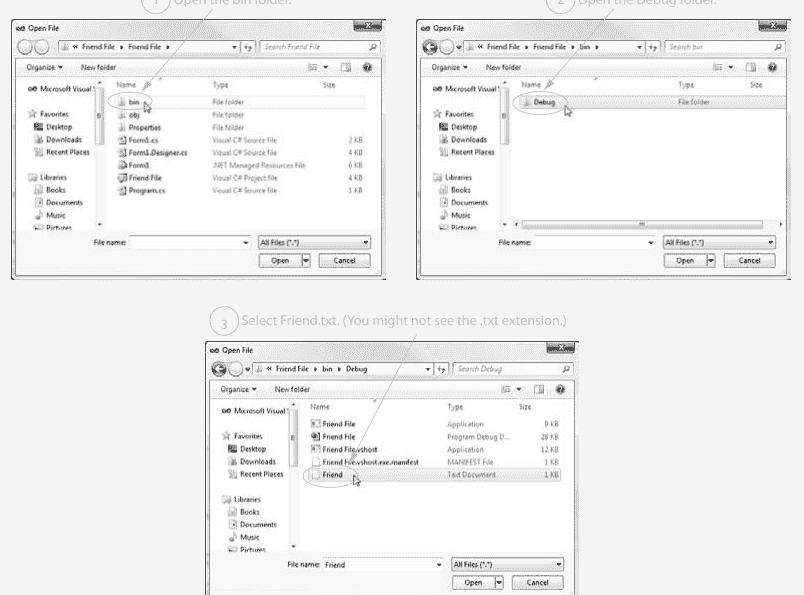 1 Open the bin folder.
2 Open the Debug folder.
Open File
« Friend File ▸ Friend File ▸
Search Friend File
Organize ▾ New folder
Name Type Size
Microsoft Visual S
Favorites
Desktop
Downloads
Recent Places
Libraries
Books
Documents
Music
Pictures
bin File folder
obj File folder
Properties File folder
Form1.cs Visual C# Source file 2 KB
Form1.Designer.cs Visual C# Source file 4 KB
Form1 .NET Managed Resources File 6 KB
Friend File Visual C# Project file 4 KB
Program.cs Visual C# Source file 1 KB
File name:
All Files (*.*)
Open Cancel
Open File
« Friend File ▸ Friend File ▸ bin ▸
Search bin
Organize ▾ New folder
Name Type Size
Microsoft Visual S
Favorites
Desktop
Downloads
Recent Places
Libraries
Books
Documents
Music
Pictures
Debug File folder
File name:
All Files (*.*)
Open Cancel
3 Select Friend.txt. (You might not see the .txt extension.)
Open File
« Friend File ▸ bin ▸ Debug
Search Debug
Organize ▾ New folder
Name Type Size
Microsoft Visual S
Favorites
Desktop
Downloads
Recent Places
Libraries
Books
Documents
Music
Pictures
Friend File Application 9 KB
Friend File Program Debug D... 28 KB
Friend File.vshost Application 12 KB
Friend File.vshost.exe.manifest MANIFEST File 1 KB
Friend Text Document 1 KB
File name: Friend
All Files (*.*)
Open Cancel